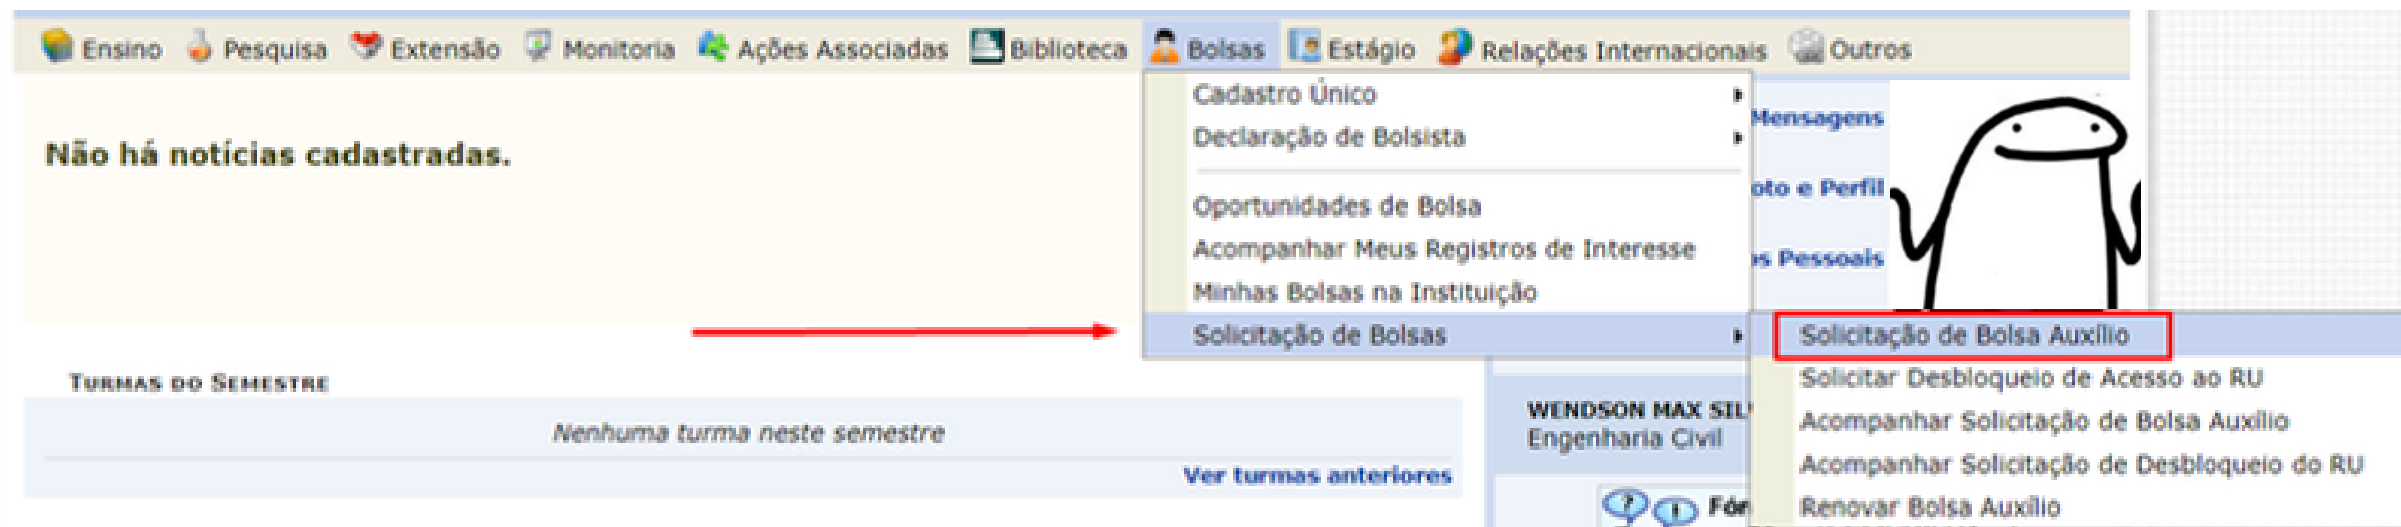 Ensino Pesquisa Extensão Monitoria Ações Associadas Biblioteca Bolsas Estágio Relações Internacionais Outros
Não há notícias cadastradas.
Cadastro Único
Declaração de Bolsista
Oportunidades de Bolsa
Acompanhar Meus Registros de Interesse
Minhas Bolsas na Instituição
Solicitação de Bolsas
Mensagens
oto e Perfil
os Pessoais
Solicitação de Bolsa Auxílio
Solicitar Desbloqueio de Acesso ao RU
Acompanhar Solicitação de Bolsa Auxílio
Acompanhar Solicitação de Desbloqueio do RU
Renovar Bolsa Auxílio
TURMAS DO SEMESTRE
Nenhuma turma neste semestre
Ver turmas anteriores
WENDSON MAX SIL
Engenharia Civil
Fór